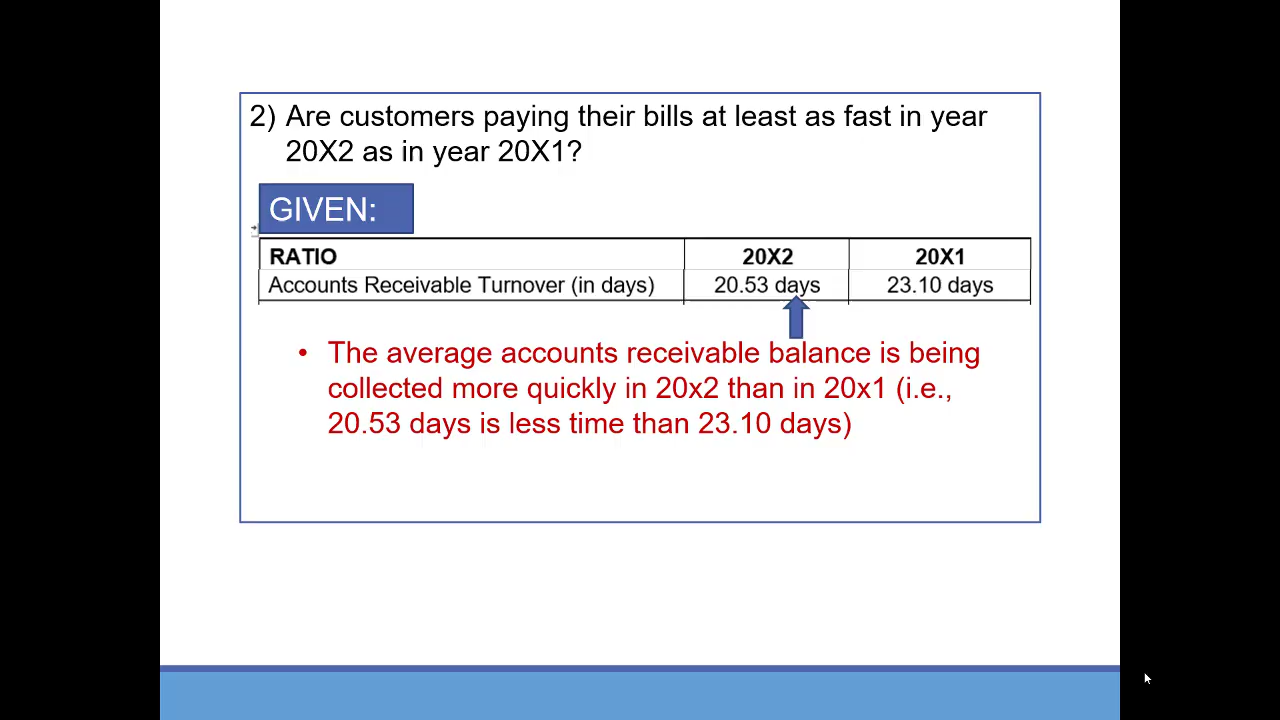 2) Are customers paying their bills at least as fast in year
20X2 as in year 20X1?
GIVEN:
RATIO 20X2 20X1
Accounts Receivable Turnover (in days) 20.53 days 23.10 days
• The average accounts receivable balance is being
collected more quickly in 20x2 than in 20x1 (i.e.,
20.53 days is less time than 23.10 days)